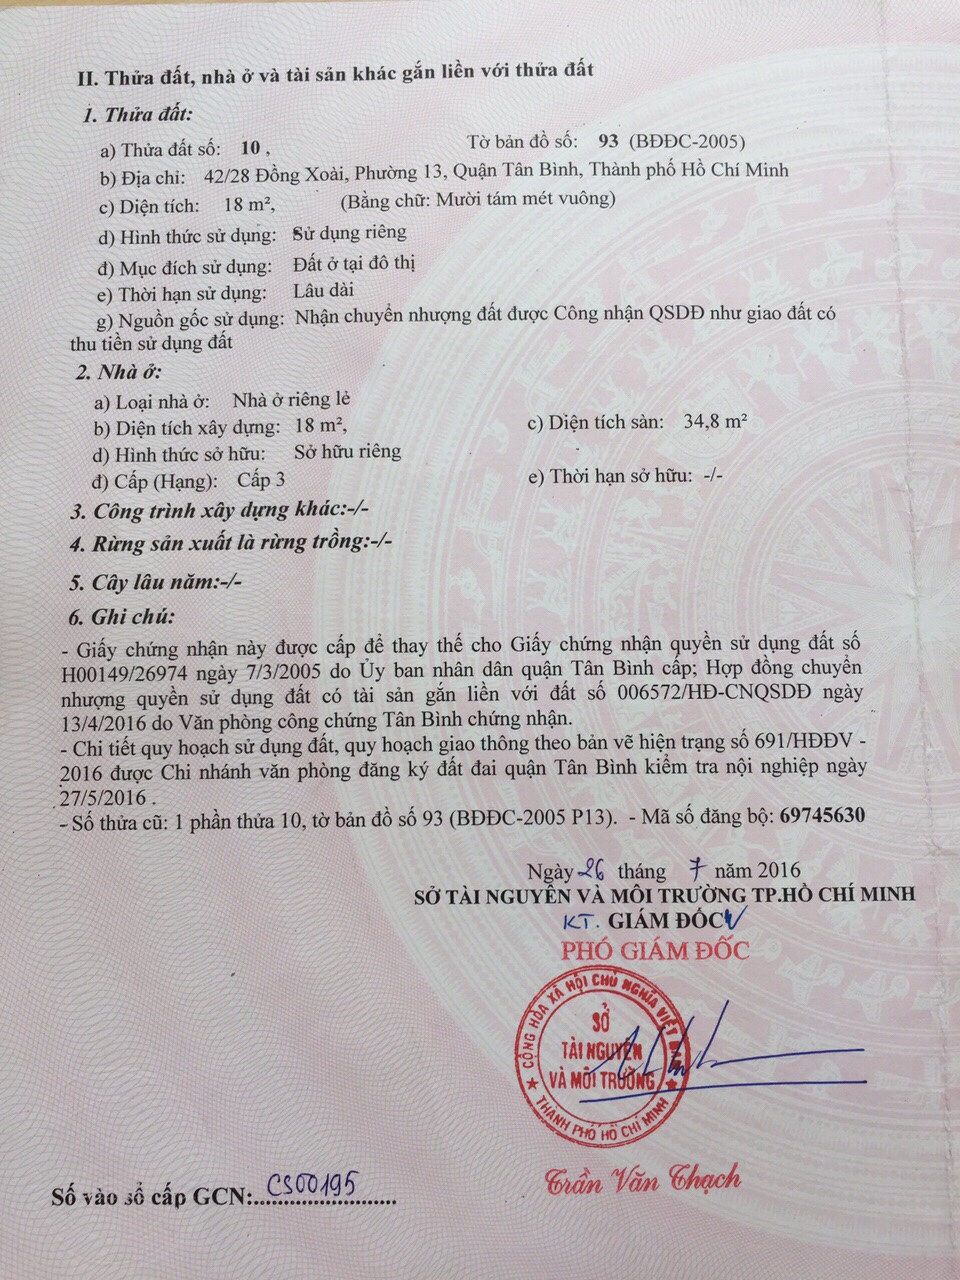 II. Thửa đất, nhà ở và tài sản khác gắn liền với thửa đất
1. Thửa đất:
a) Thửa đất số: 10 , Tờ bản đồ số: 93 (BĐĐC-2005)
b) Địa chỉ: 42/28 Đồng Xoài, Phường 13, Quận Tân Bình, Thành phố Hồ Chí Minh
c) Diện tích: 18 m², (Bằng chữ: Mười tám mét vuông)
d) Hình thức sử dụng: Sử dụng riêng
đ) Mục đích sử dụng: Đất ở tại đô thị
e) Thời hạn sử dụng: Lâu dài
g) Nguồn gốc sử dụng: Nhận chuyển nhượng đất được Công nhận QSDĐ như giao đất có
thu tiền sử dụng đất
2. Nhà ở:
a) Loại nhà ở: Nhà ở riêng lẻ
b) Diện tích xây dựng: 18 m², c) Diện tích sàn: 34,8 m²
d) Hình thức sở hữu: Sở hữu riêng
đ) Cấp (Hạng): Cấp 3 e) Thời hạn sở hữu: -/-
3. Công trình xây dựng khác:-/-
4. Rừng sản xuất là rừng trồng:-/-
5. Cây lâu năm:-/-
6. Ghi chú:
- Giấy chứng nhận này được cấp để thay thế cho Giấy chứng nhận quyền sử dụng đất số
H00149/26974 ngày 7/3/2005 do Ủy ban nhân dân quận Tân Bình cấp; Hợp đồng chuyển
nhượng quyền sử dụng đất có tài sản gắn liền với đất số 006572/HĐ-CNQSDĐ ngày
13/4/2016 do Văn phòng công chứng Tân Bình chứng nhận.
- Chi tiết quy hoạch sử dụng đất, quy hoạch giao thông theo bản vẽ hiện trạng số 691/HĐĐV -
2016 được Chi nhánh văn phòng đăng ký đất đai quận Tân Bình kiểm tra nội nghiệp ngày
27/5/2016 .
- Số thửa cũ: 1 phần thửa 10, tờ bản đồ số 93 (BĐĐC-2005 P13). - Mã số đăng bộ: 69745630
Ngày 26 tháng 7 năm 2016
SỞ TÀI NGUYÊN VÀ MÔI TRƯỜNG TP.HỒ CHÍ MINH
KT. GIÁM ĐỐC
PHÓ GIÁM ĐỐC
CỘNG HÒA XÃ HỘI CHỦ NGHĨA VIỆT NAM
SỞ
TÀI NGUYÊN
VÀ MÔI TRƯỜNG
THÀNH PHỐ HỒ CHÍ MINH
Trần Văn Thạch
Số vào sổ cấp GCN:..CS00195......